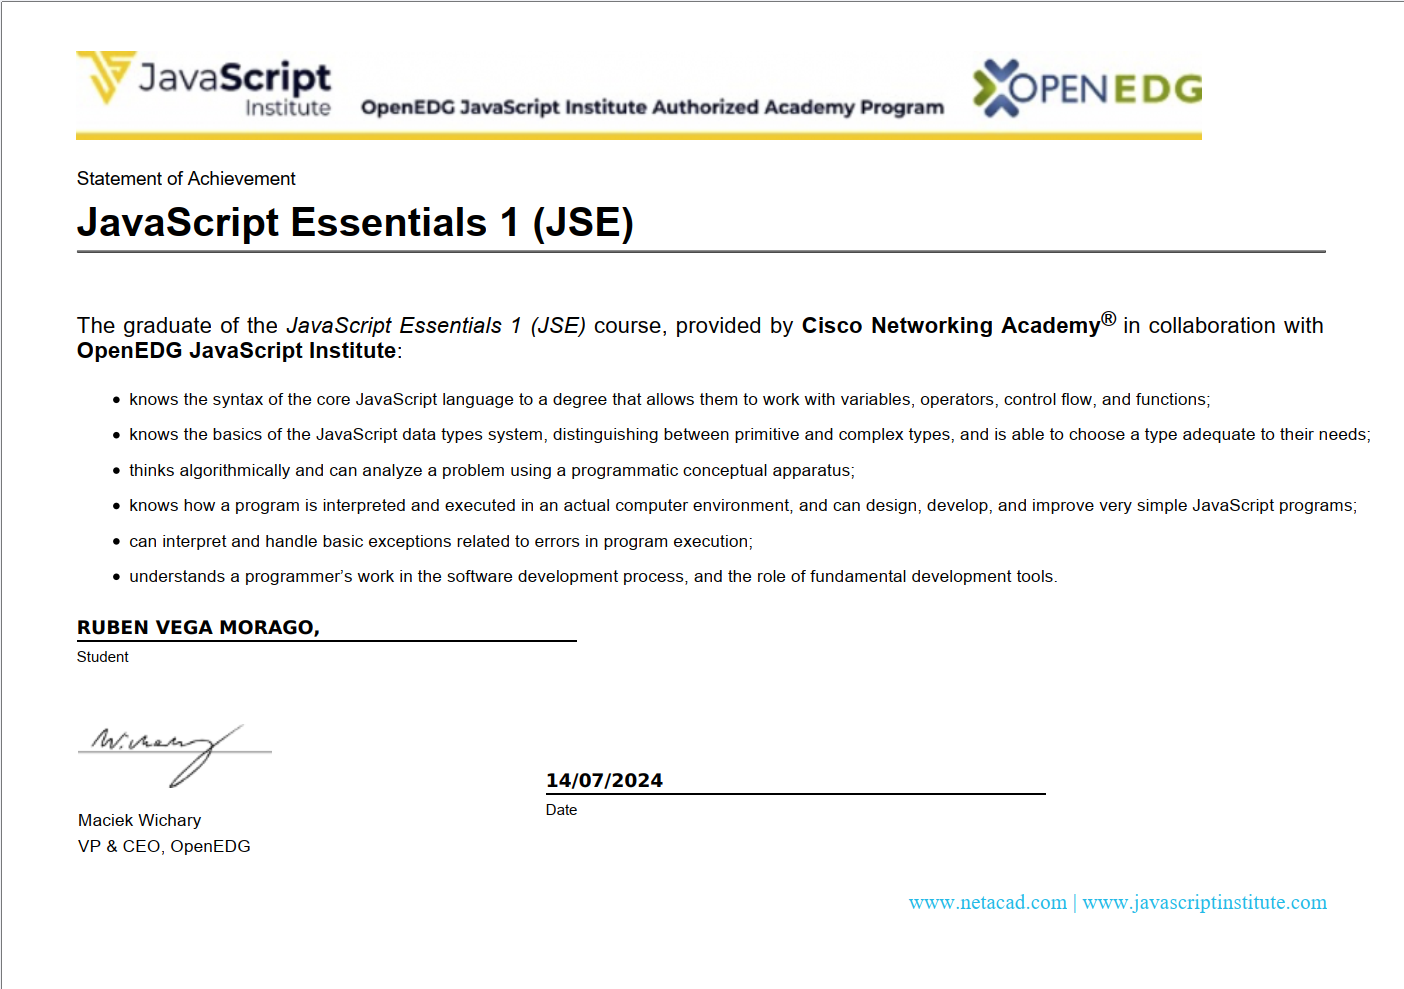 JavaScript
Institute
OpenEDG JavaScript Institute Authorized Academy Program
OPENEDG
Statement of Achievement
JavaScript Essentials 1 (JSE)
The graduate of the JavaScript Essentials 1 (JSE) course, provided by Cisco Networking Academy® in collaboration with
OpenEDG JavaScript Institute:
• knows the syntax of the core JavaScript language to a degree that allows them to work with variables, operators, control flow, and functions;
• knows the basics of the JavaScript data types system, distinguishing between primitive and complex types, and is able to choose a type adequate to their needs;
• thinks algorithmically and can analyze a problem using a programmatic conceptual apparatus;
• knows how a program is interpreted and executed in an actual computer environment, and can design, develop, and improve very simple JavaScript programs;
• can interpret and handle basic exceptions related to errors in program execution;
• understands a programmer’s work in the software development process, and the role of fundamental development tools.
RUBEN VEGA MORAGO,
Student
W.ichary
14/07/2024
Date
Maciek Wichary
VP & CEO, OpenEDG
www.netacad.com | www.javascriptinstitute.com